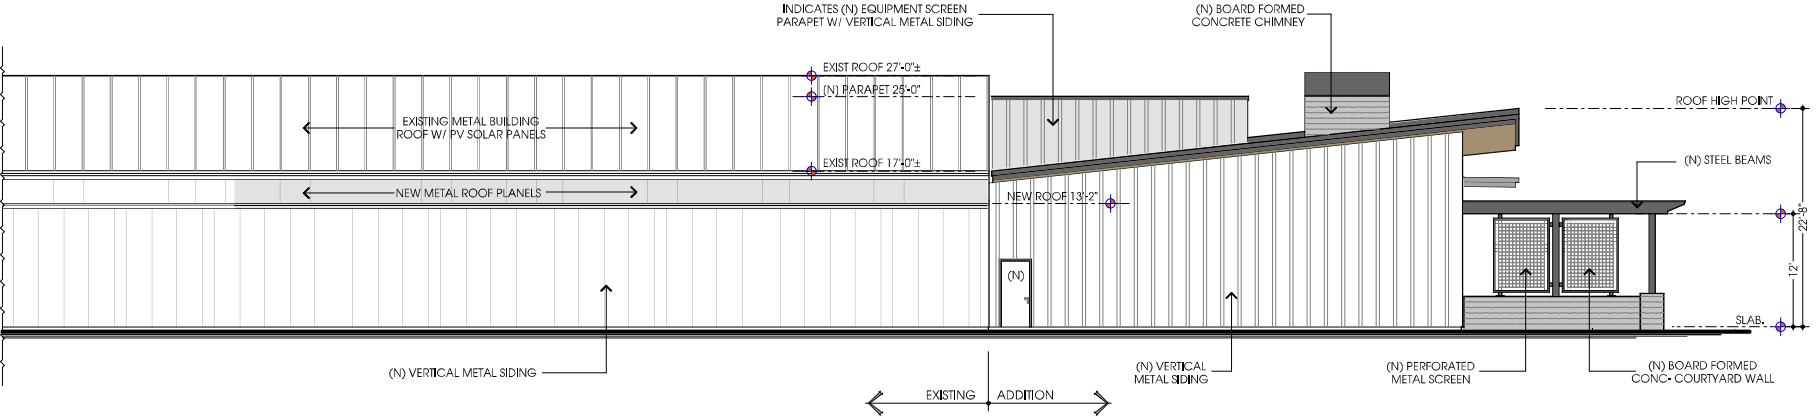 INDICATES (N) EQUIPMENT SCREEN
PARAPET W/ VERTICAL METAL SIDING
(N) BOARD FORMED
CONCRETE CHIMNEY
EXIST ROOF 27'-0"±
(N) PARAPET 25'-0"
ROOF HIGH POINT
EXISTING METAL BUILDING
ROOF W/ PV SOLAR PANELS
EXIST ROOF 17'-0"±
(N) STEEL BEAMS
NEW METAL ROOF PLANELS
NEW ROOF 13'-2"
22'-8"
12'
(N)
SLAB.
(N) VERTICAL METAL SIDING
(N) VERTICAL
METAL SIDING
(N) PERFORATED
METAL SCREEN
(N) BOARD FORMED
CONC- COURTYARD WALL
EXISTING
ADDITION